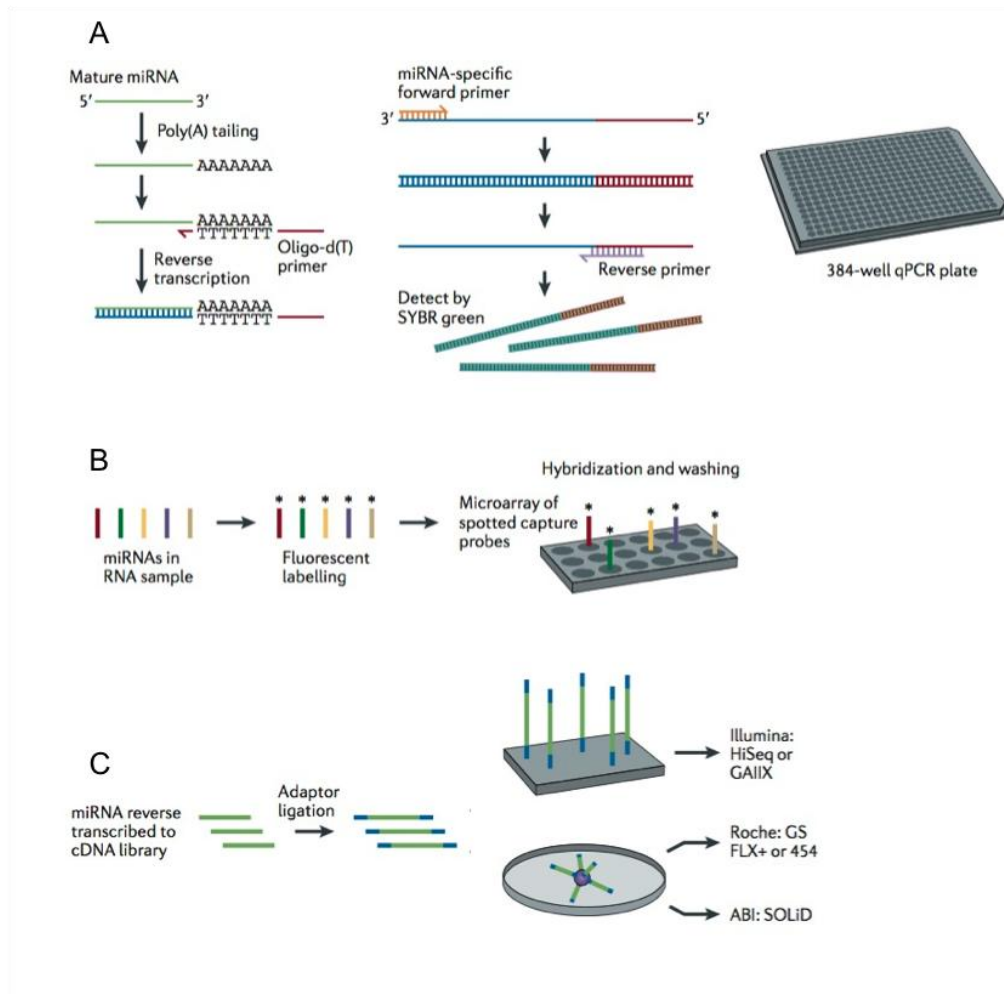 A
Mature miRNA
5′ 3′
Poly(A) tailing
AAAAAAA
AAAAAAA
TTTTTTT
Oligo-d(T)
primer
Reverse
transcription
AAAAAAA
TTTTTTT
miRNA-specific
forward primer
3′ 5′
Reverse primer
Detect by
SYBR green
384-well qPCR plate
B
miRNAs in
RNA sample
* * * * *
Fluorescent
labelling
Hybridization and washing
Microarray of
spotted capture
probes
* * * * *
C
miRNA reverse
transcribed to
cDNA library
Adaptor
ligation
Illumina:
HiSeq or
GAIIX
Roche: GS
FLX+ or 454
ABI: SOLiD